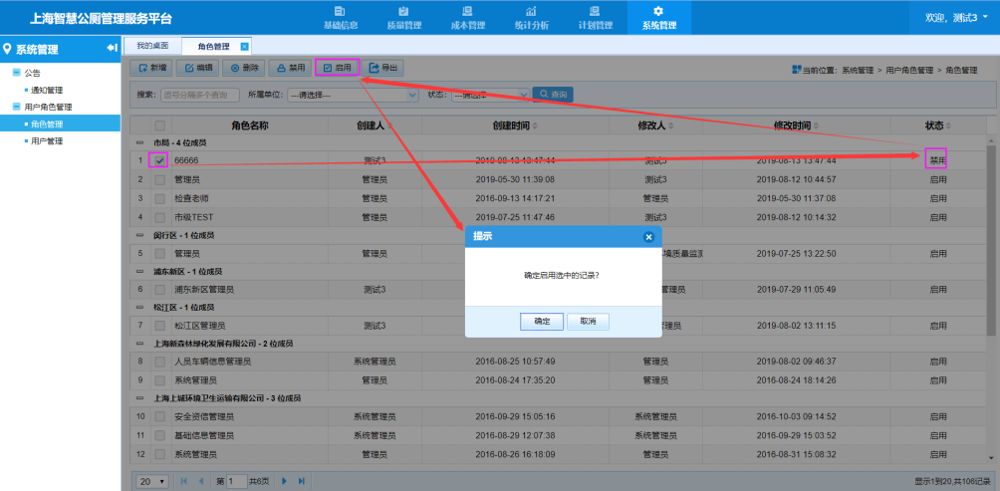 上海智慧公厕管理服务平台
基础信息 质量管理 成本管理 统计分析 计划管理 系统管理
欢迎, 测试3
系统管理
公告
通知管理
用户角色管理
角色管理
用户管理
我的桌面 角色管理
新增 编辑 删除 禁用 启用 导出
当前位置: 系统管理 > 用户角色管理 > 角色管理
搜索: 逗号分隔多个查询 所属单位: ---请选择--- 状态: ---请选择--- 查询
角色名称 创建人 创建时间 修改人 修改时间 状态
市局 - 4 位成员
1 66666 测试3 2019-08-13 13:47:44 测试3 2019-08-13 13:47:44 禁用
2 管理员 管理员 2019-05-30 11:39:08 测试3 2019-08-12 10:44:57 启用
3 检查老师 管理员 2016-09-13 14:17:21 管理员 2019-05-30 11:37:08 启用
4 市级TEST 管理员 2019-07-25 11:47:46 测试3 2019-08-12 10:14:32 启用
闵行区 - 1 位成员
5 管理员 管理员 境质量监测 2019-07-25 13:22:50 启用
浦东新区 - 1 位成员
6 浦东新区管理员 测试3 管理员 2019-07-29 11:05:49 启用
松江区 - 1 位成员
7 松江区管理员 测试3 理员 2019-08-02 13:11:15 启用
上海新森林绿化发展有限公司 - 2 位成员
8 人员车辆信息管理员 系统管理员 2016-08-25 10:57:49 管理员 2019-08-02 09:46:37 启用
9 系统管理员 管理员 2016-08-24 17:35:20 管理员 2016-08-24 18:14:26 启用
上海上城环境卫生运输有限公司 - 3 位成员
10 安全资信管理员 系统管理员 2016-09-29 15:05:16 系统管理员 2016-10-03 09:14:52 启用
11 基础信息管理员 系统管理员 2016-08-29 12:07:38 系统管理员 2016-09-29 15:03:52 启用
12 系统管理员 管理员 2016-08-26 16:18:09 管理员 2016-08-31 15:08:32 启用
提示
确定启用选中的记录?
确定 取消
20 第 1 共6页 显示1到20,共106记录